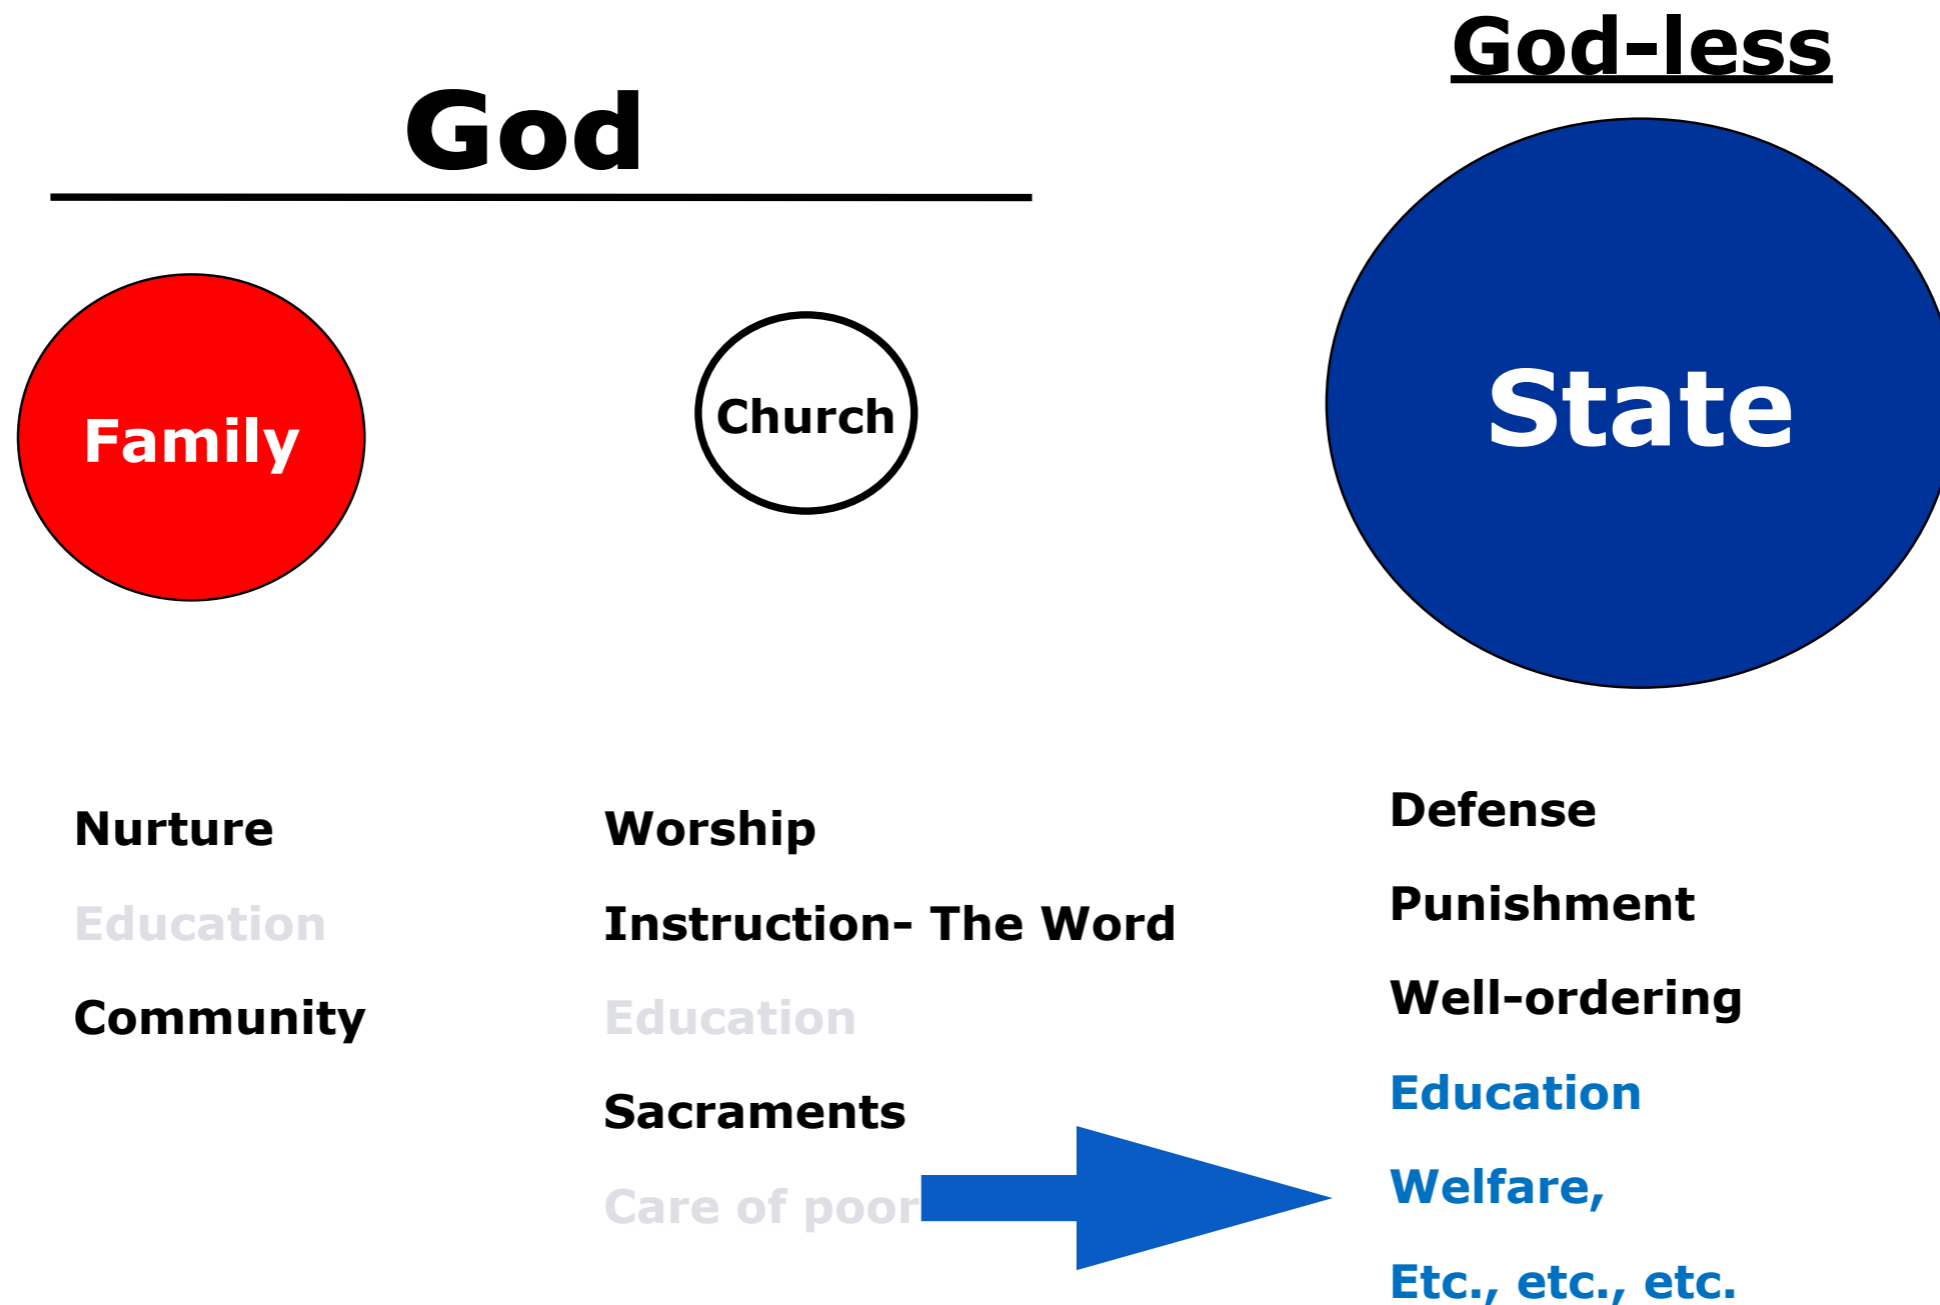 God-less
God
Family
Church
State
Nurture
Education
Community
Worship
Instruction- The Word
Education
Sacraments
Care of poor
Defense
Punishment
Well-ordering
Education
Welfare,
Etc., etc., etc.